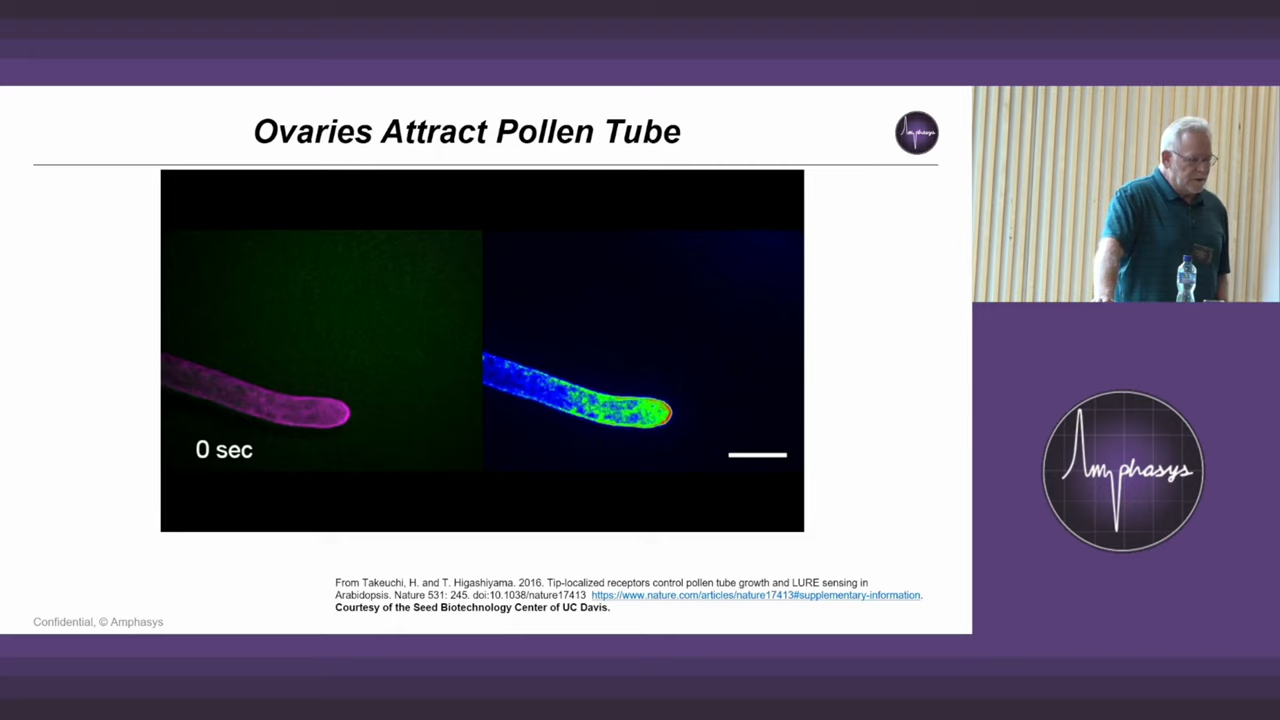 Ovaries Attract Pollen Tube
Amphasys
0 sec
From Takeuchi, H. and T. Higashiyama. 2016. Tip-localized receptors control pollen tube growth and LURE sensing in
Arabidopsis. Nature 531: 245. doi:10.1038/nature17413  https://www.nature.com/articles/nature17413#supplementary-information.
Courtesy of the Seed Biotechnology Center of UC Davis.
Confidential, © Amphasys
Amphasys